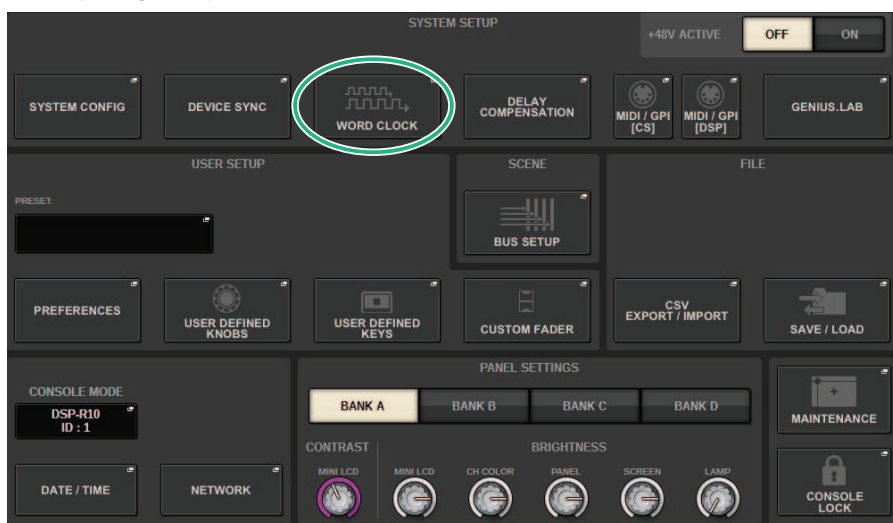 SYSTEM SETUP
+48V ACTIVE
OFF
ON
SYSTEM CONFIG
DEVICE SYNC
WORD CLOCK
DELAY
COMPENSATION
MIDI / GPI
[CS]
MIDI / GPI
[DSP]
GENIUS.LAB
USER SETUP
SCENE
FILE
PRESET:
BUS SETUP
PREFERENCES
USER DEFINED
KNOBS
USER DEFINED
KEYS
CUSTOM FADER
CSV
EXPORT / IMPORT
SAVE / LOAD
CONSOLE MODE
DSP-R10
ID : 1
PANEL SETTINGS
BANK A
BANK B
BANK C
BANK D
MAINTENANCE
CONTRAST
BRIGHTNESS
MINI LCD
MINI LCD
CH COLOR
PANEL
SCREEN
LAMP
DATE / TIME
NETWORK
CONSOLE
LOCK